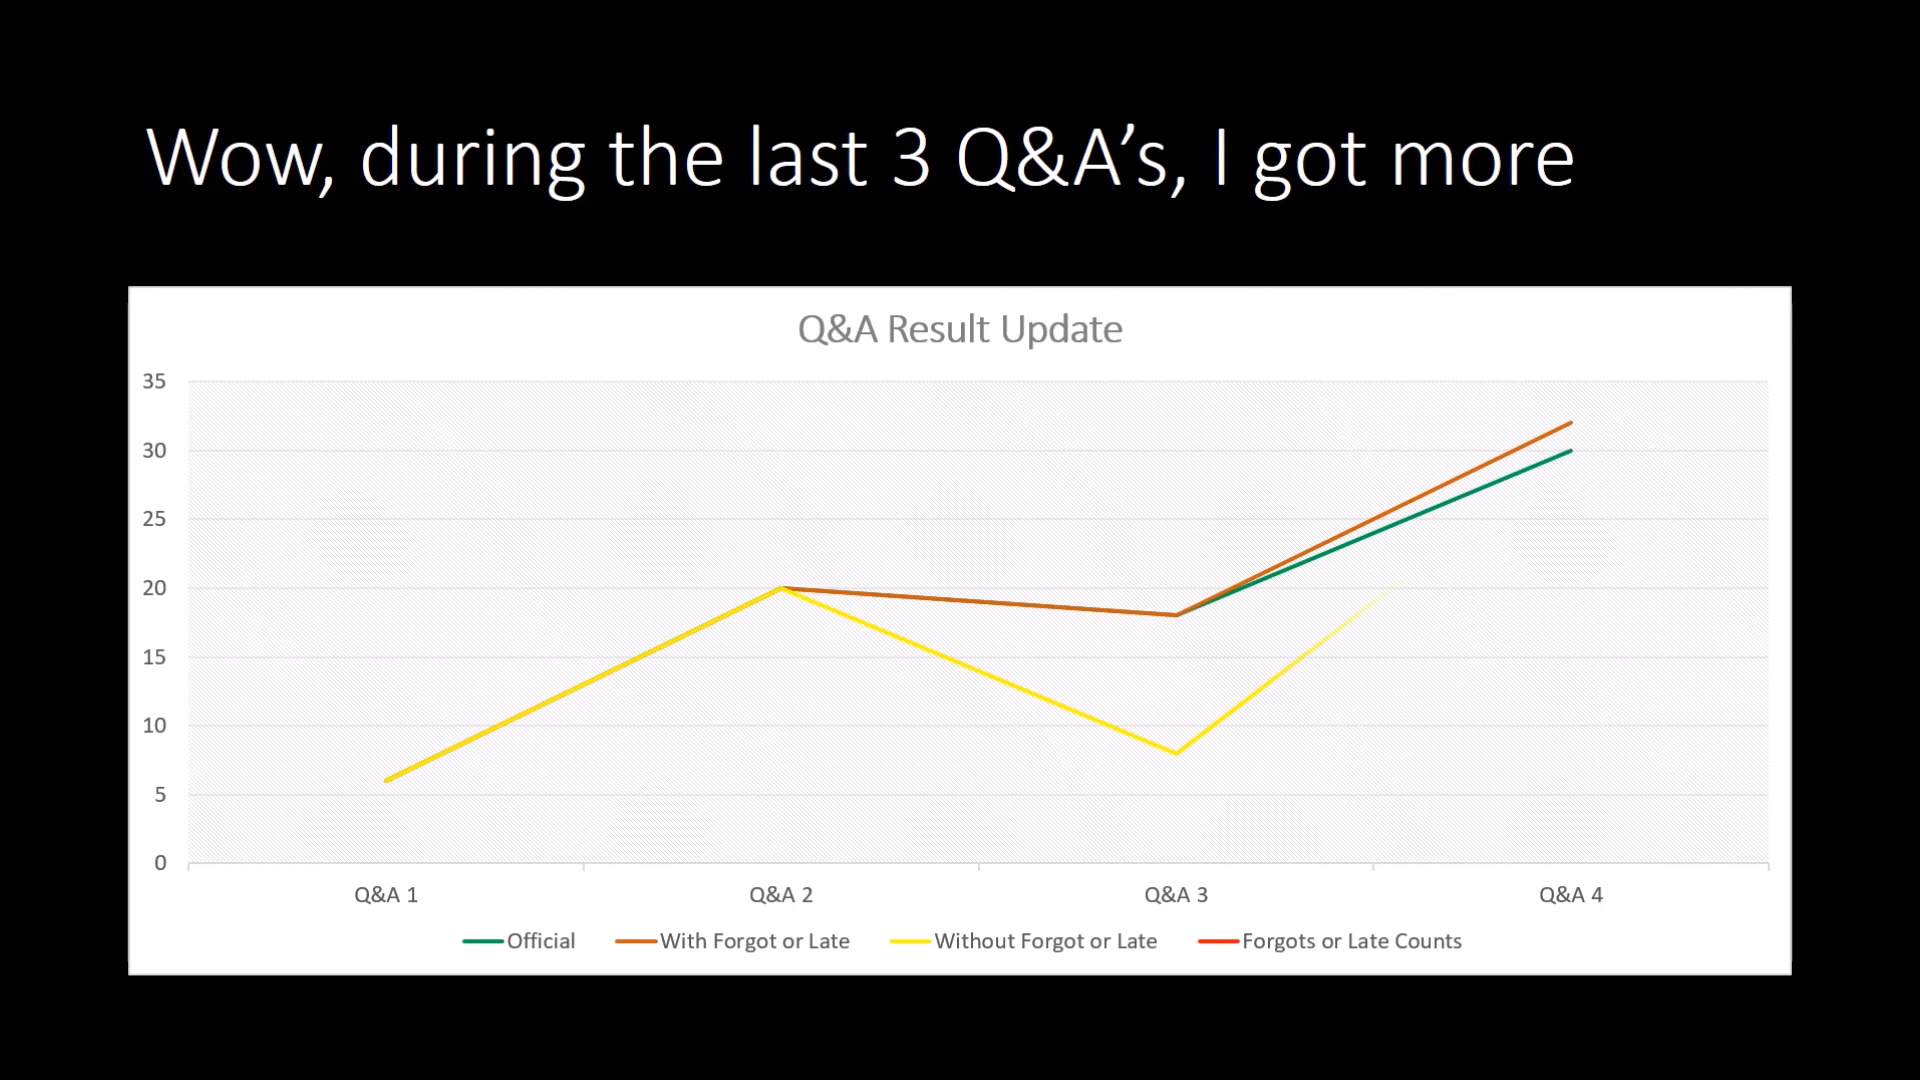 Wow, during the last 3 Q&A’s, I got more
Q&A Result Update
35
30
25
20
15
10
5
0
Q&A 1 Q&A 2 Q&A 3 Q&A 4
Official With Forgot or Late Without Forgot or Late Forgots or Late Counts